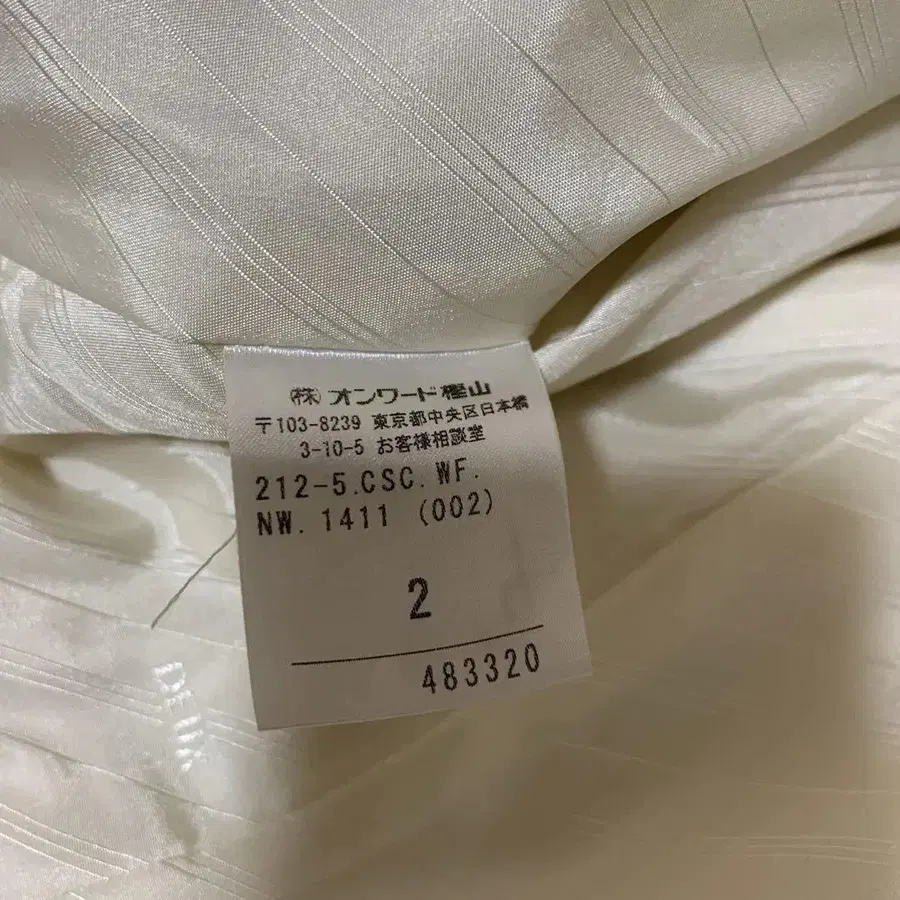 ㈱オンワード樫山
〒103-8239 東京都中央区日本橋
3-10-5 お客様相談室
212-5.CSC.WF.
NW.1411 (002)
2
483320